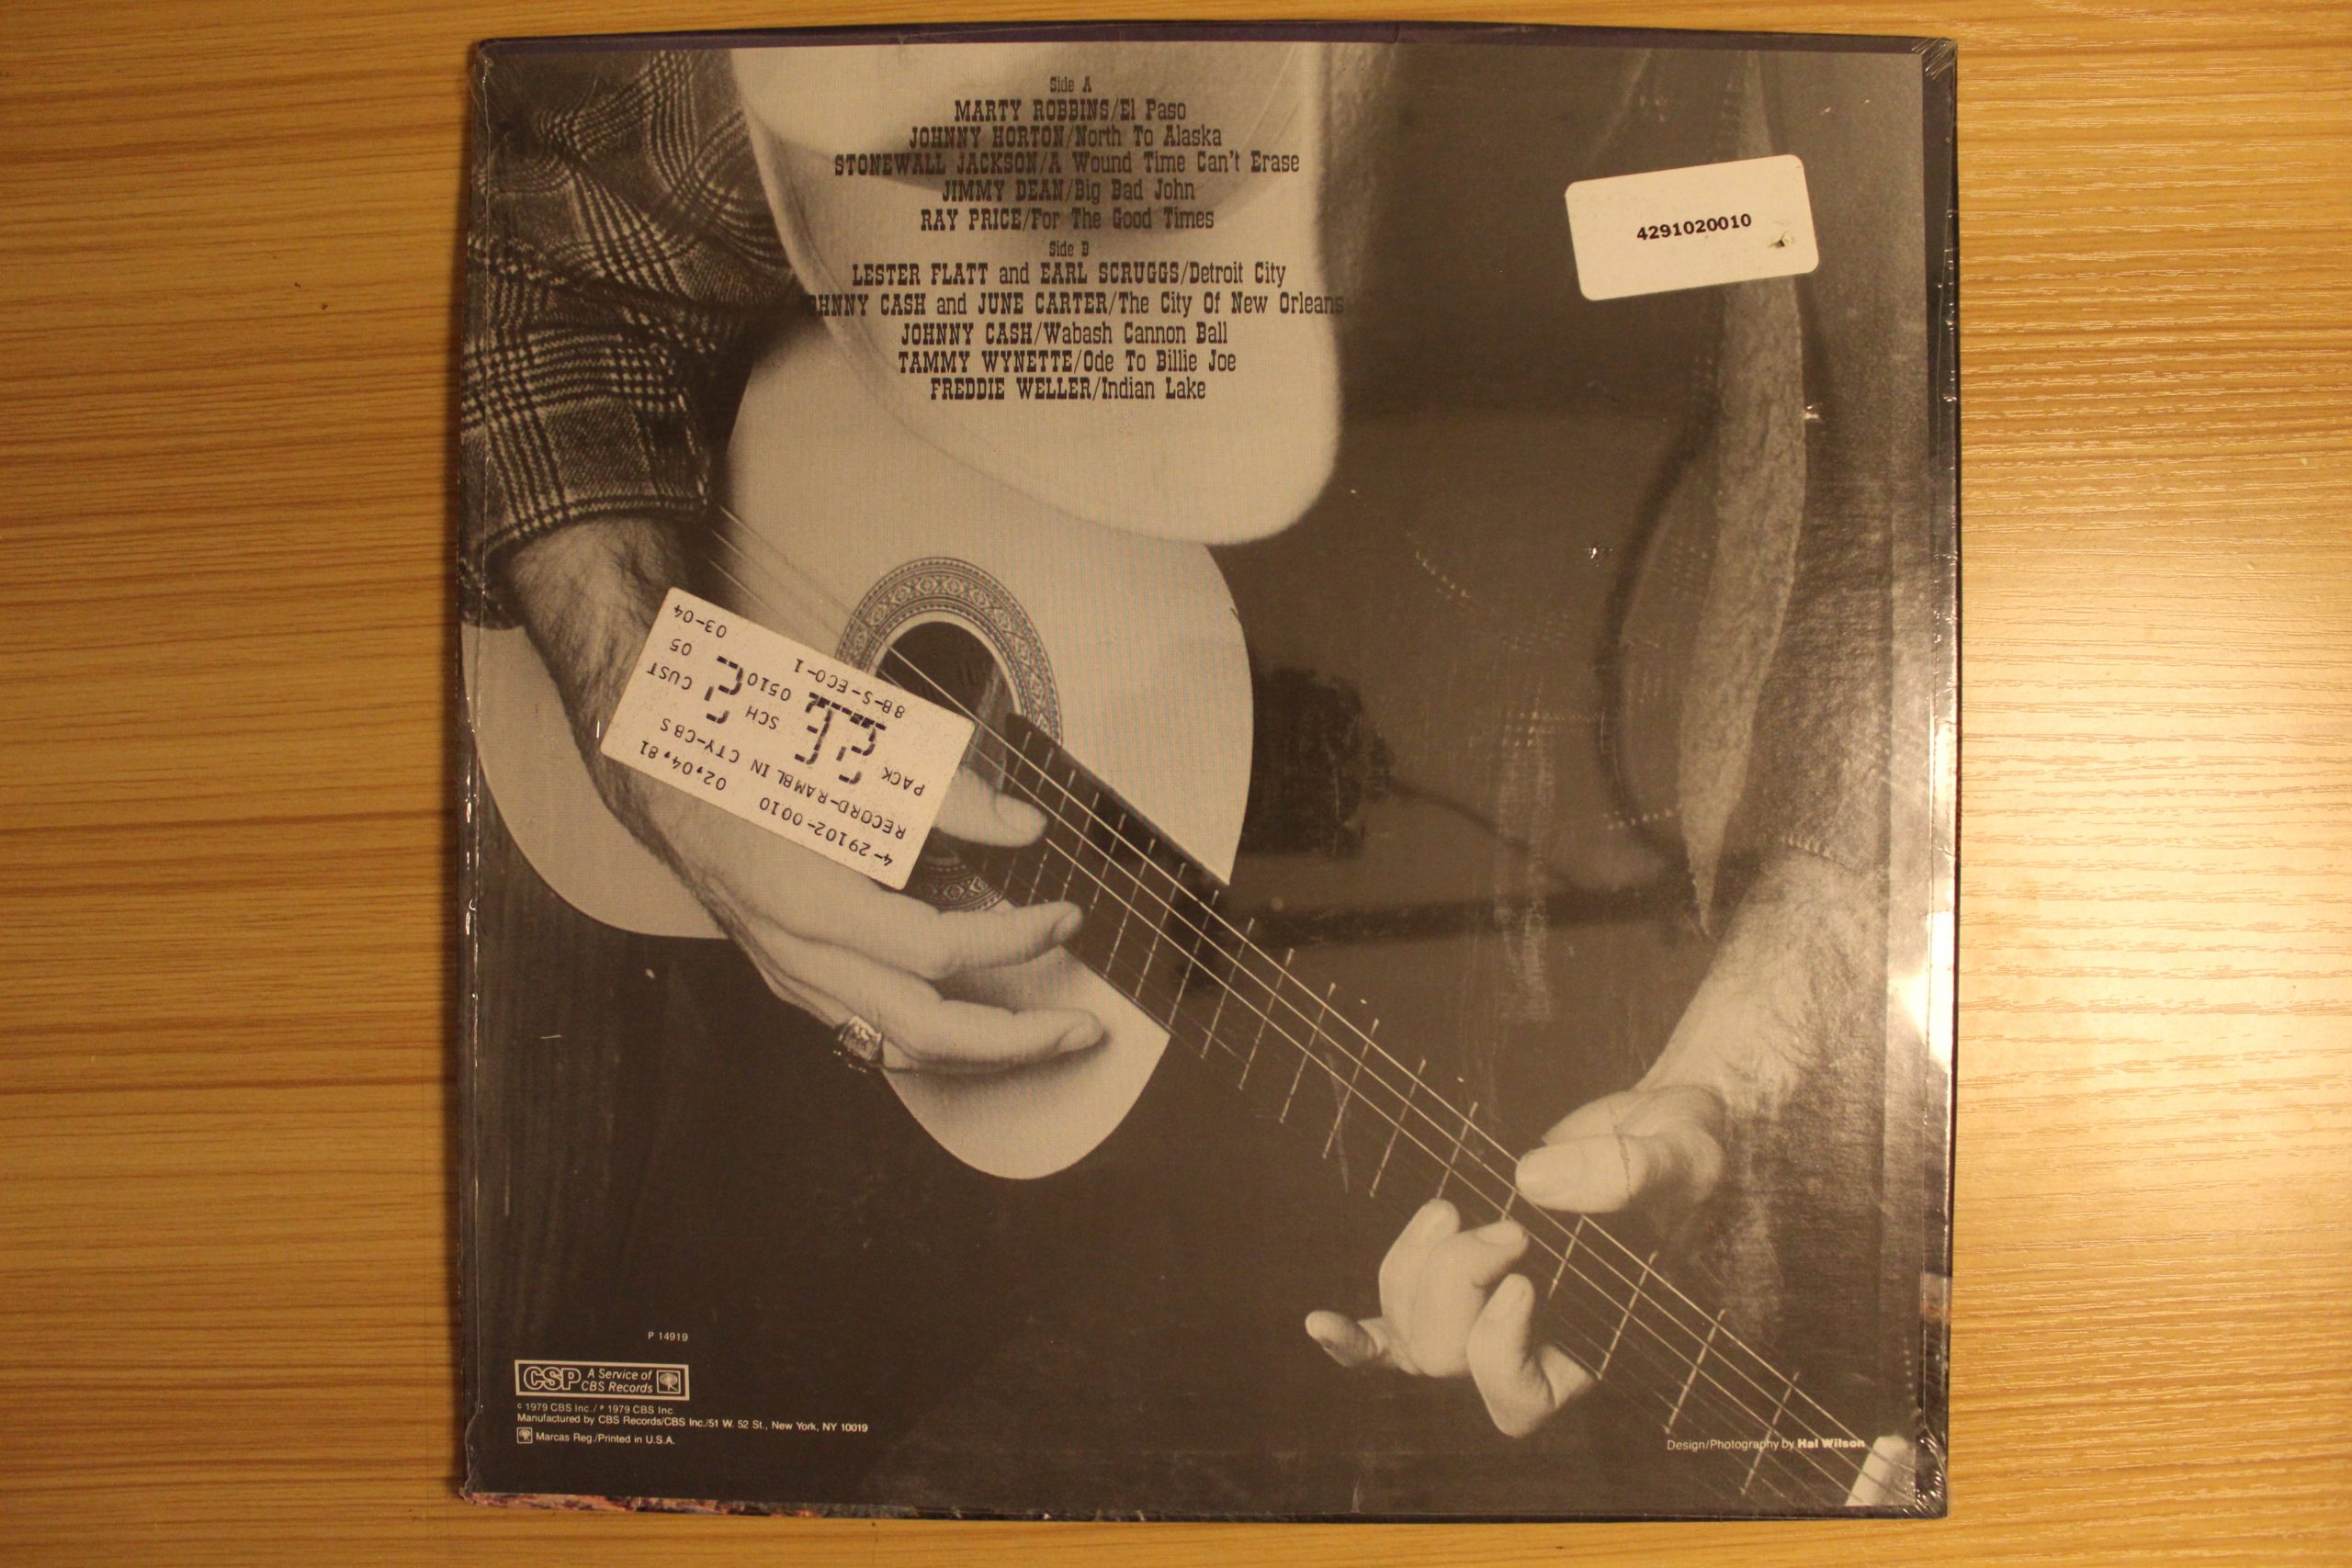 Side A
MARTY ROBBINS/El Paso
JOHNNY HORTON/North To Alaska
STONEWALL JACKSON/A Wound Time Can't Erase
JIMMY DEAN/Big Bad John
RAY PRICE/For The Good Times
Side B
LESTER FLATT and EARL SCRUGGS/Detroit City
JOHNNY CASH and JUNE CARTER/The City Of New Orleans
JOHNNY CASH/Wabash Cannon Ball
TAMMY WYNETTE/Ode To Billie Joe
FREDDIE WELLER/Indian Lake
4291020010
4-29102-0010 02,04,81
RECORD-RAMBLIN CTY-CBS
PACK SCH CUST
0510 05
88-S-ECO-1 03-04
P 14919
CSP A Service of
CBS Records
© 1979 CBS Inc./ ℗ 1979 CBS Inc.
Manufactured by CBS Records/CBS Inc./51 W. 52 St., New York, NY 10019
Marcas Reg./Printed in U.S.A.
Design/Photography by Hal Wilson